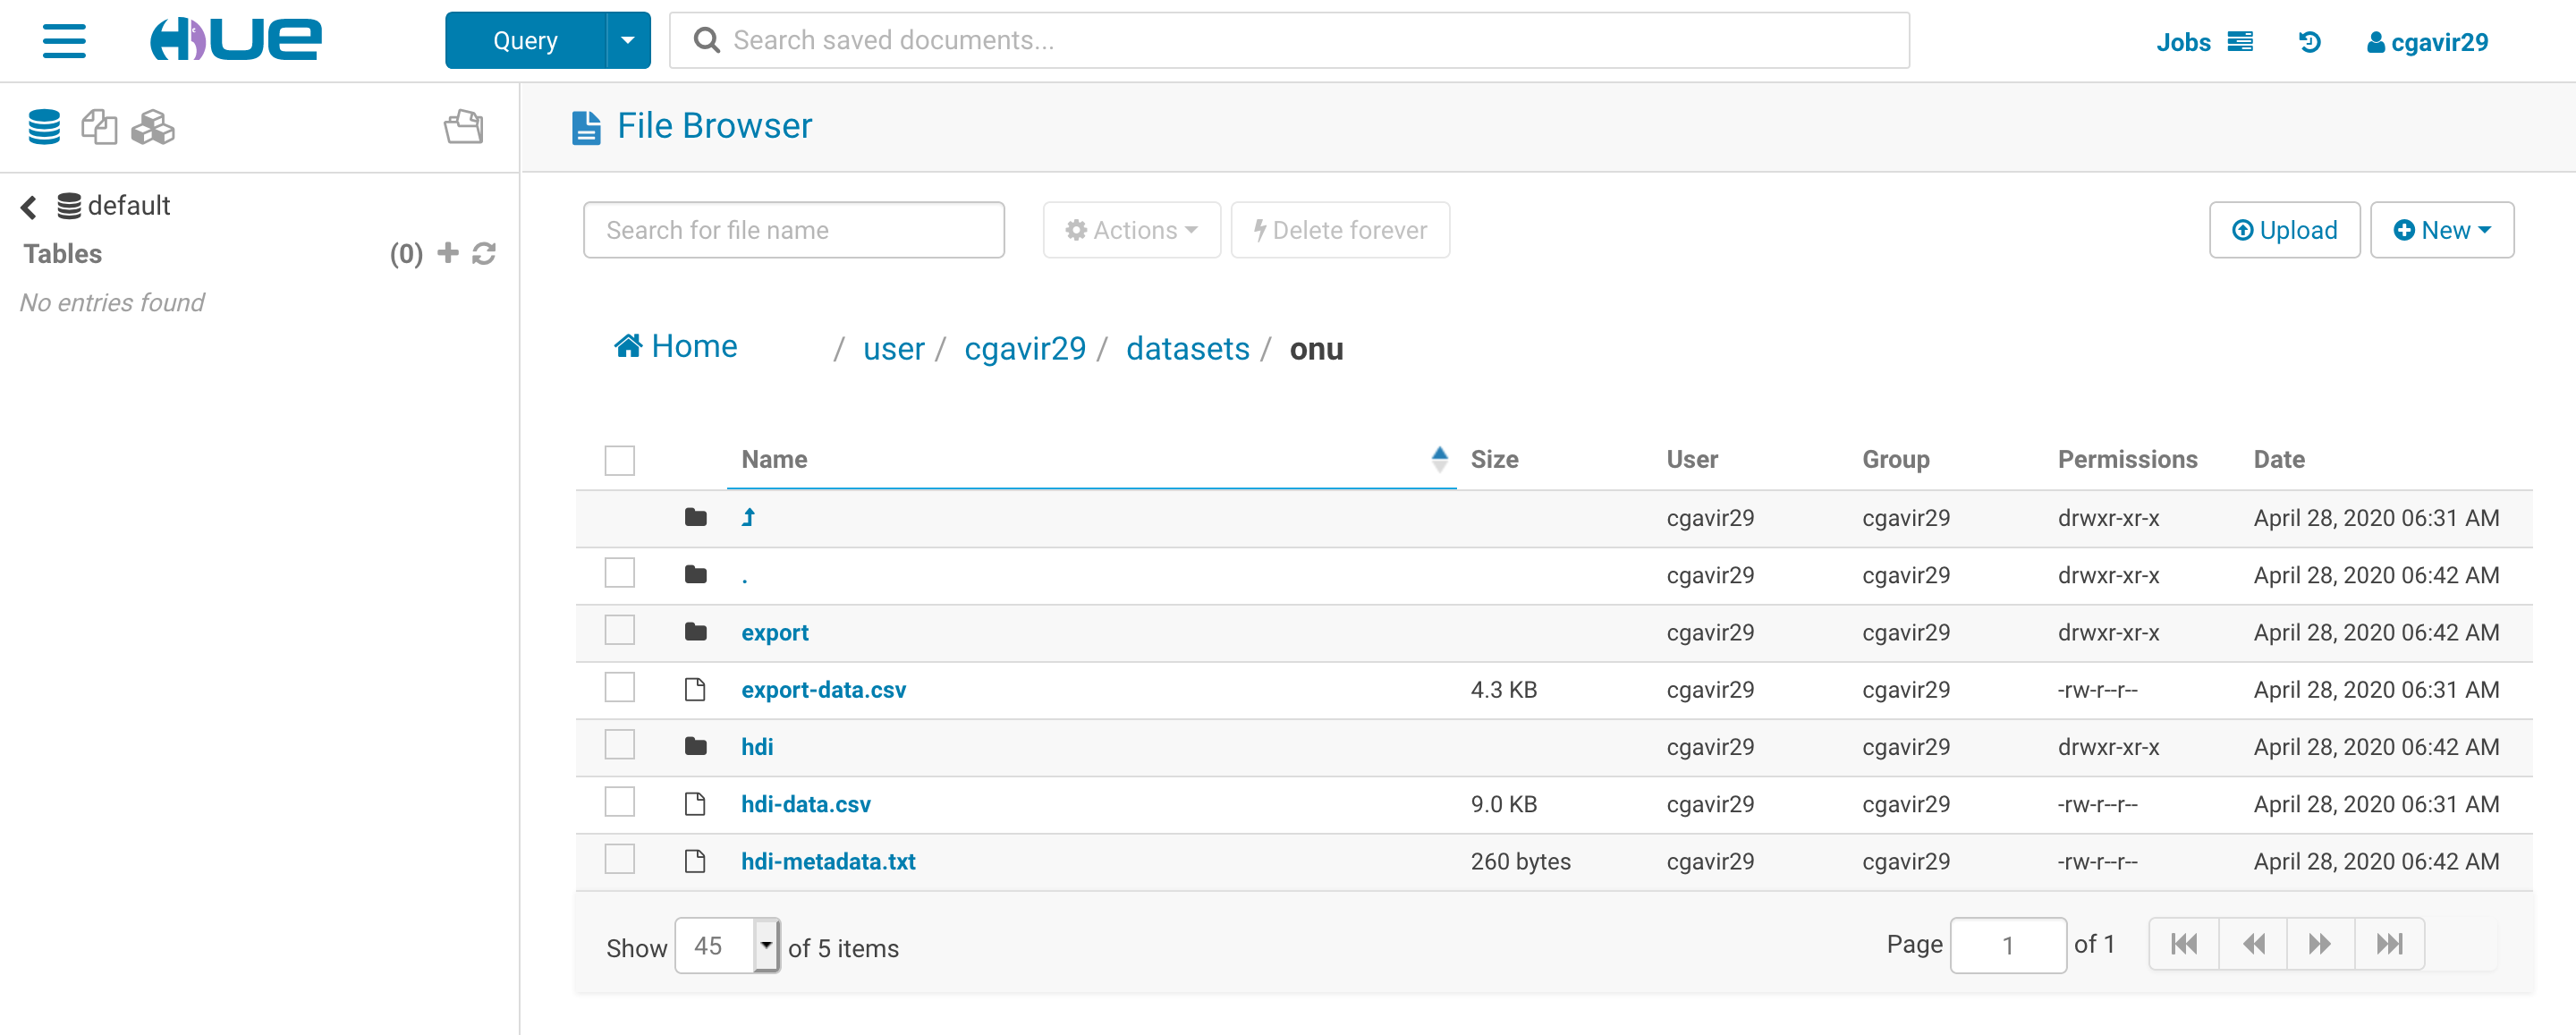 HUE
Query
Search saved documents...
Jobs
cgavir29
File Browser
default
Tables (0)
No entries found
Search for file name
Actions
Delete forever
Upload
New
Home / user / cgavir29 / datasets / onu
Name Size User Group Permissions Date
cgavir29 cgavir29 drwxr-xr-x April 28, 2020 06:31 AM
. cgavir29 cgavir29 drwxr-xr-x April 28, 2020 06:42 AM
export cgavir29 cgavir29 drwxr-xr-x April 28, 2020 06:42 AM
export-data.csv 4.3 KB cgavir29 cgavir29 -rw-r--r-- April 28, 2020 06:31 AM
hdi cgavir29 cgavir29 drwxr-xr-x April 28, 2020 06:42 AM
hdi-data.csv 9.0 KB cgavir29 cgavir29 -rw-r--r-- April 28, 2020 06:31 AM
hdi-metadata.txt 260 bytes cgavir29 cgavir29 -rw-r--r-- April 28, 2020 06:42 AM
Show 45 of 5 items
Page 1 of 1